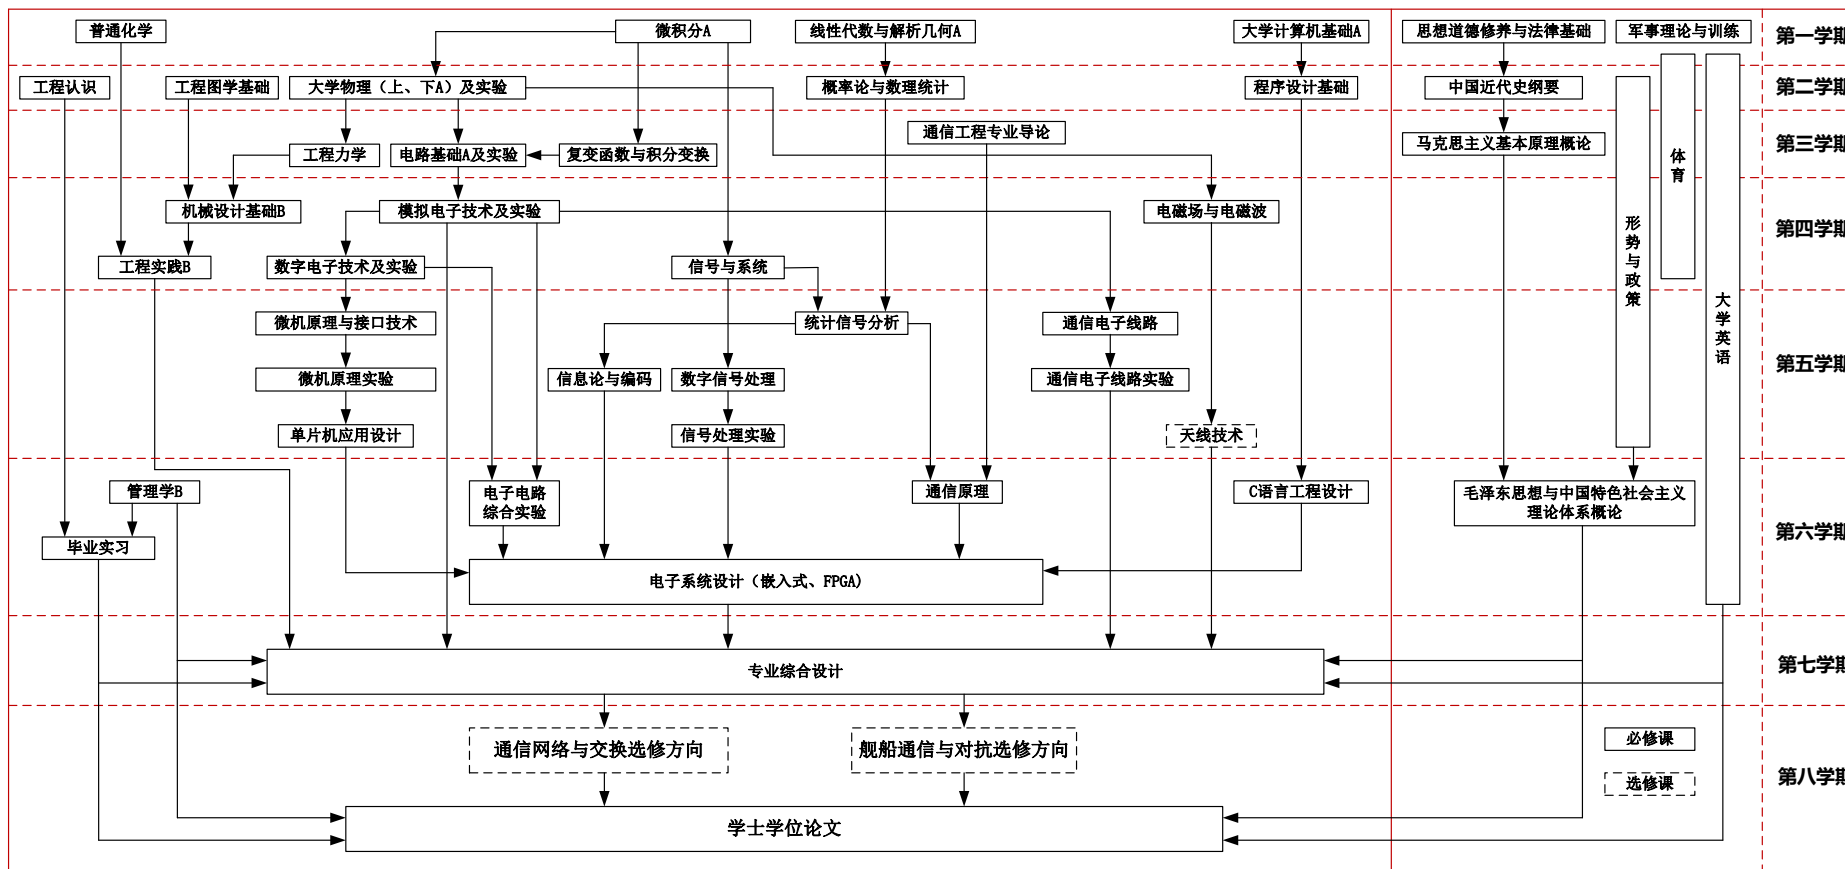 普通化学
微积分A
线性代数与解析几何A
大学计算机基础A
思想道德修养与法律基础
军事理论与训练
第一学期
工程认识
工程图学基础
大学物理（上、下A）及实验
概率论与数理统计
程序设计基础
中国近代史纲要
第二学期
通信工程专业导论
工程力学
电路基础A及实验
复变函数与积分变换
马克思主义基本原理概论
体育
第三学期
机械设计基础B
模拟电子技术及实验
电磁场与电磁波
形势与政策
第四学期
工程实践B
数字电子技术及实验
信号与系统
大学英语
微机原理与接口技术
统计信号分析
通信电子线路
第五学期
微机原理实验
信息论与编码
数字信号处理
通信电子线路实验
单片机应用设计
信号处理实验
天线技术
管理学B
电子电路
综合实验
通信原理
C语言工程设计
毛泽东思想与中国特色社会主义
理论体系概论
第六学期
毕业实习
电子系统设计（嵌入式、FPGA)
专业综合设计
第七学期
通信网络与交换选修方向
舰船通信与对抗选修方向
必修课
选修课
第八学期
学士学位论文